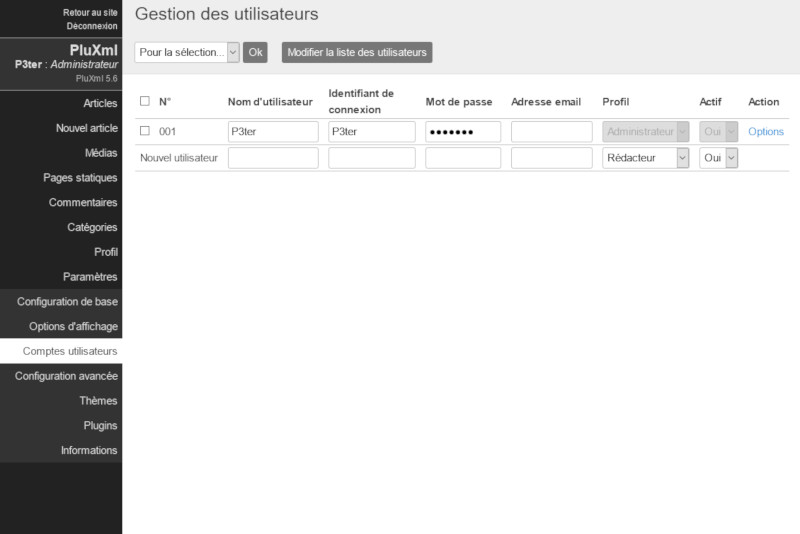 Retour au site
Déconnexion
PluXml
P3ter : Administrateur
PluXml 5.6
Articles
Nouvel article
Médias
Pages statiques
Commentaires
Catégories
Profil
Paramètres
Configuration de base
Options d'affichage
Comptes utilisateurs
Configuration avancée
Thèmes
Plugins
Informations
Gestion des utilisateurs
Pour la sélection... Ok Modifier la liste des utilisateurs
N° Nom d'utilisateur Identifiant de connexion Mot de passe Adresse email Profil Actif Action
001 P3ter P3ter ●●●●●●● Administrateur Oui Options
Nouvel utilisateur Rédacteur Oui